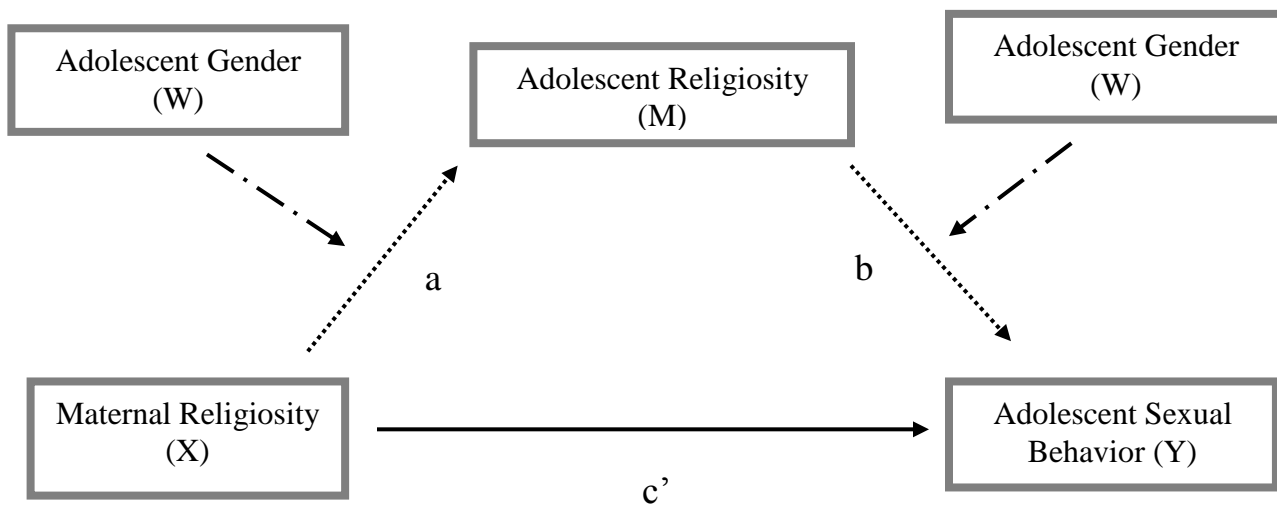 Adolescent Gender
(W)
Adolescent Religiosity
(M)
Adolescent Gender
(W)
a
b
Maternal Religiosity
(X)
Adolescent Sexual
Behavior (Y)
c’